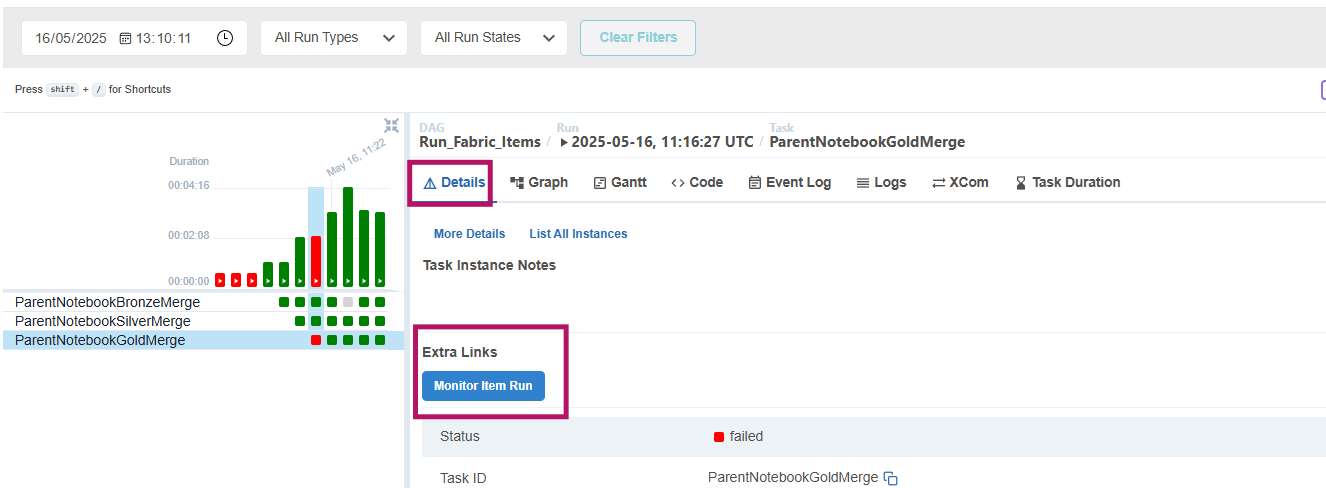 16/05/2025 13:10:11 All Run Types All Run States Clear Filters
Press shift + / for Shortcuts
May 16, 11:22
Duration
00:04:16
00:02:08
00:00:00
ParentNotebookBronzeMerge
ParentNotebookSilverMerge
ParentNotebookGoldMerge
DAG Run Task
Run_Fabric_Items / 2025-05-16, 11:16:27 UTC / ParentNotebookGoldMerge
Details Graph Gantt Code Event Log Logs XCom Task Duration
More Details List All Instances
Task Instance Notes
Extra Links
Monitor Item Run
Status failed
Task ID ParentNotebookGoldMerge